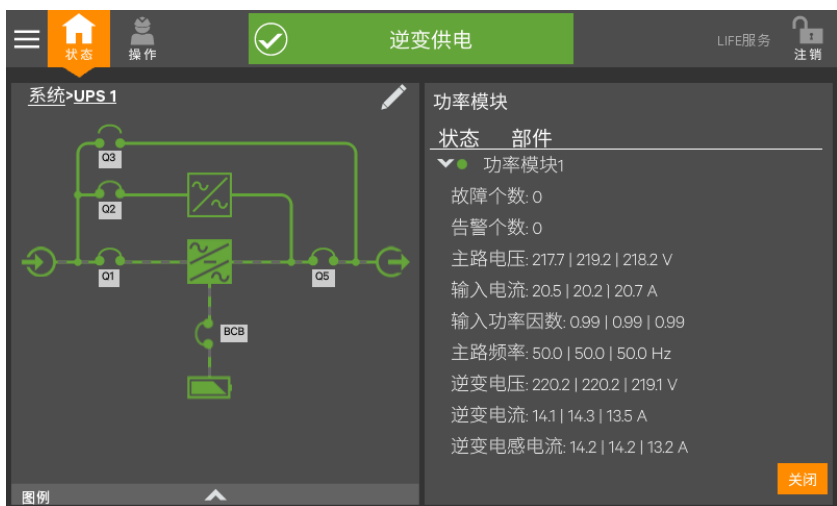 状态
操作
逆变供电
LIFE服务
注销
系统>UPS 1
Q3
Q2
Q1
Q5
BCB
图例
功率模块
状态 部件
功率模块1
故障个数: 0
告警个数: 0
主路电压: 217.7 | 219.2 | 218.2 V
输入电流: 20.5 | 20.2 | 20.7 A
输入功率因数: 0.99 | 0.99 | 0.99
主路频率: 50.0 | 50.0 | 50.0 Hz
逆变电压: 220.2 | 220.2 | 219.1 V
逆变电流: 14.1 | 14.3 | 13.5 A
逆变电感电流: 14.2 | 14.2 | 13.2 A
关闭